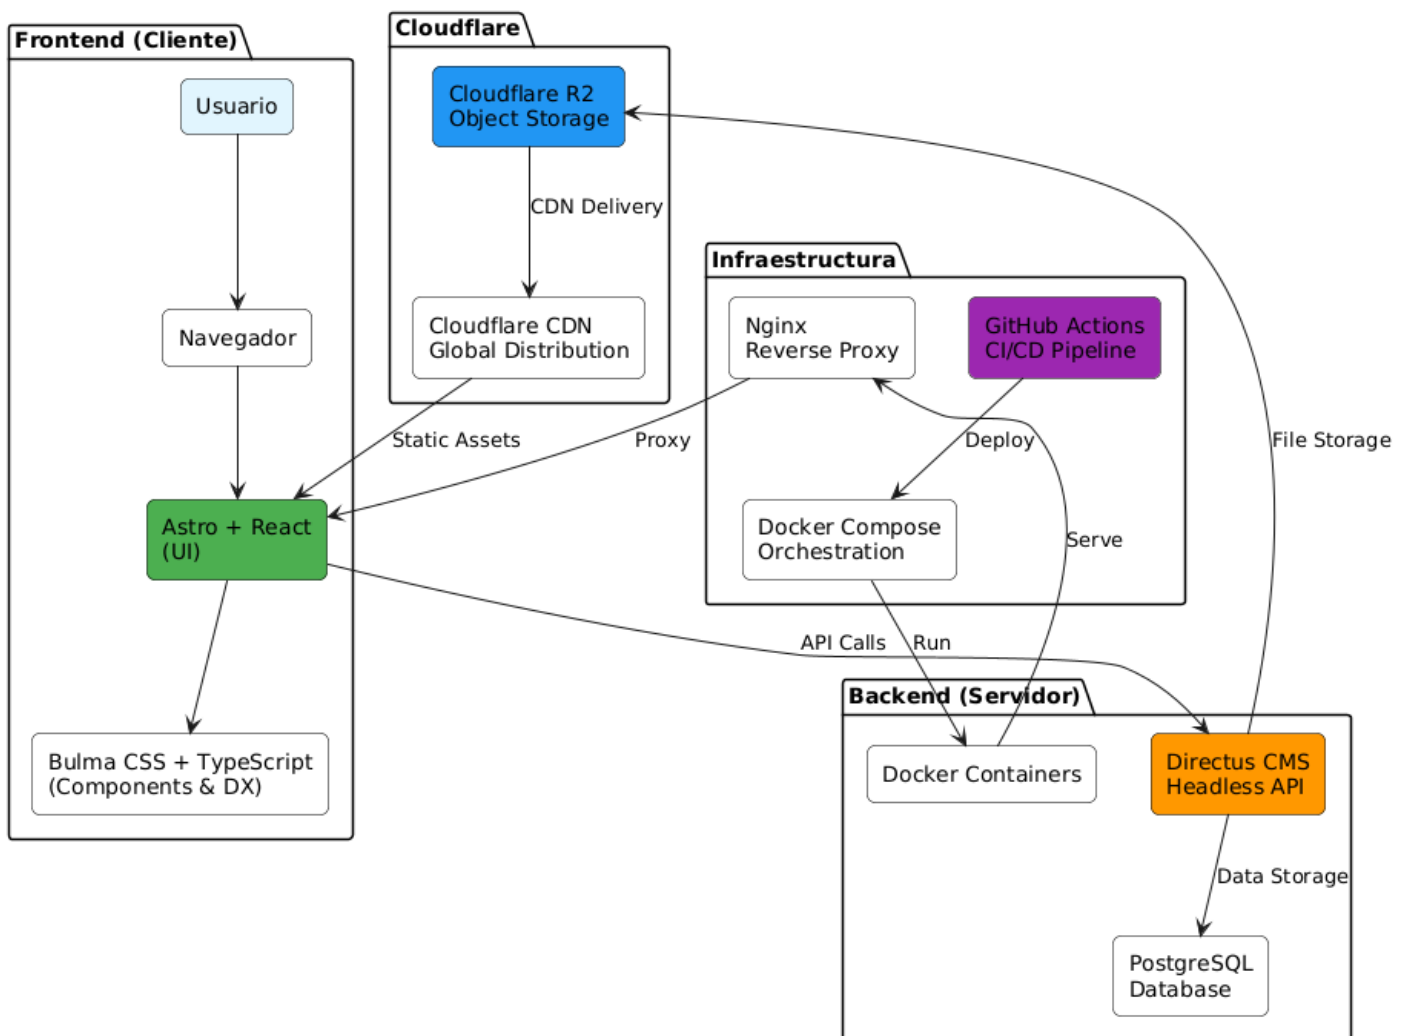 Frontend (Cliente)
Usuario
Navegador
Astro + React
(UI)
Bulma CSS + TypeScript
(Components & DX)
Cloudflare
Cloudflare R2
Object Storage
CDN Delivery
Cloudflare CDN
Global Distribution
Static Assets
Proxy
Infraestructura
Nginx
Reverse Proxy
GitHub Actions
CI/CD Pipeline
Deploy
Docker Compose
Orchestration
Serve
File Storage
API Calls
Run
Backend (Servidor)
Docker Containers
Directus CMS
Headless API
Data Storage
PostgreSQL
Database